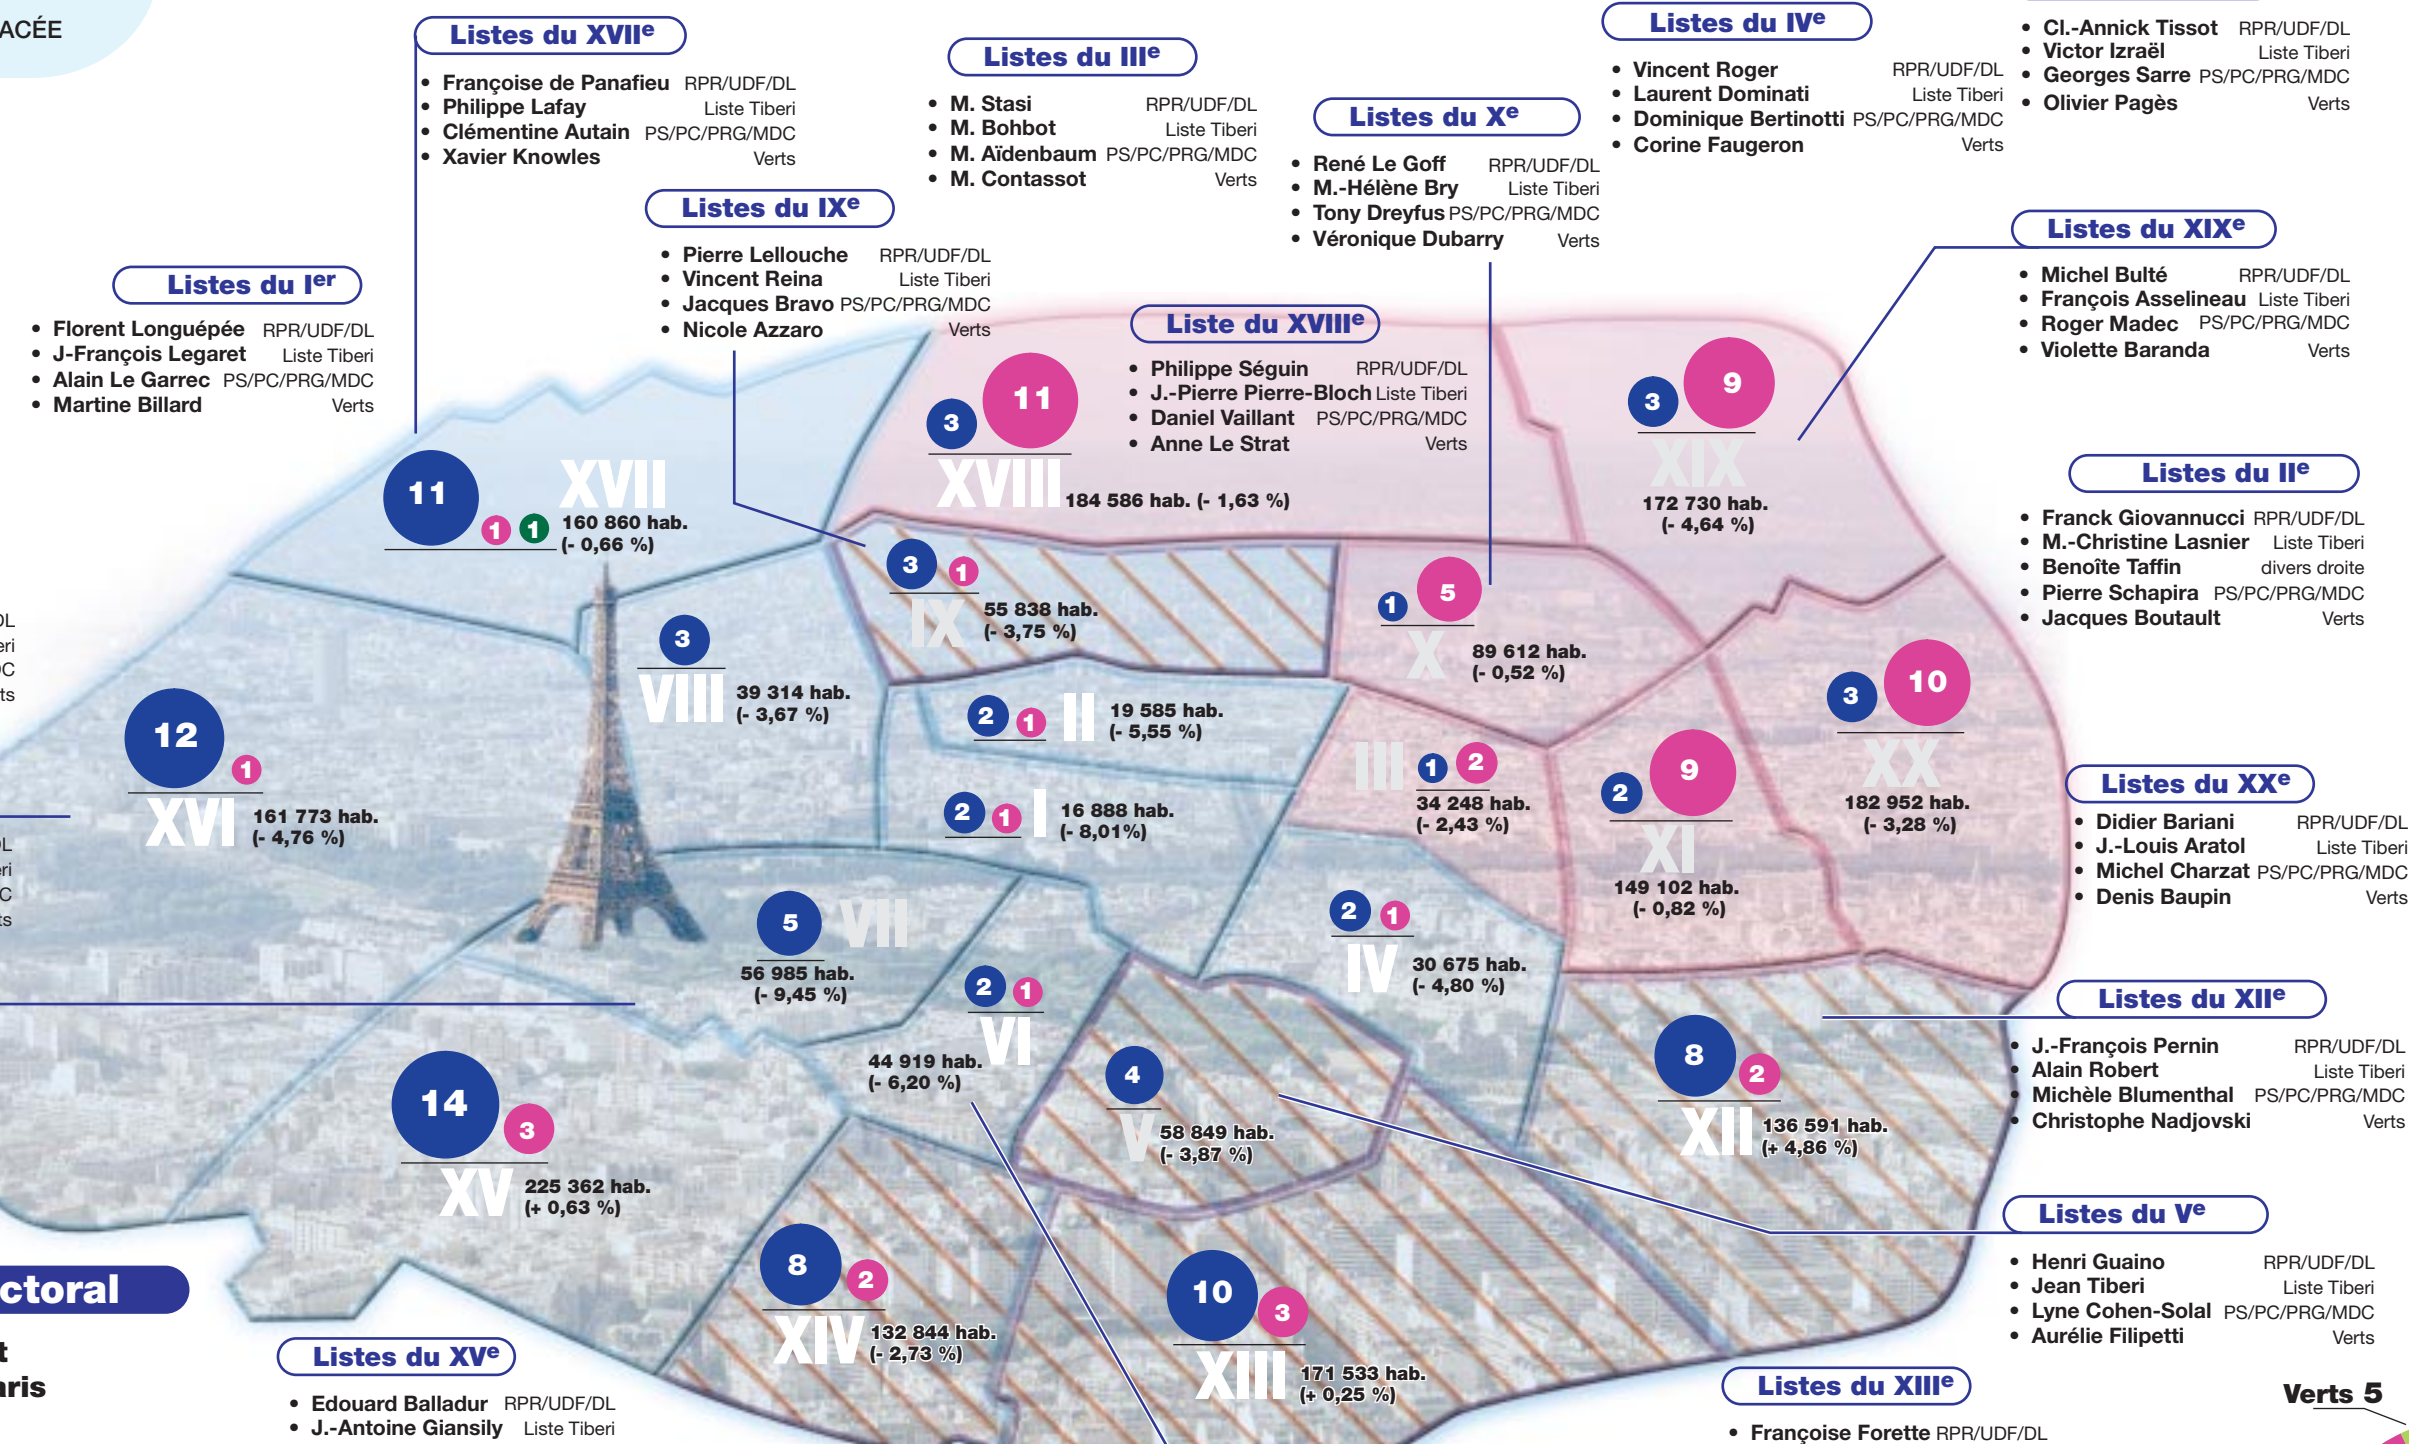 ACÉE
Listes du XVIIe
• Françoise de Panafieu RPR/UDF/DL
• Philippe Lafay Liste Tiberi
• Clémentine Autain PS/PC/PRG/MDC
• Xavier Knowles Verts
Listes du IIIe
• M. Stasi RPR/UDF/DL
• M. Bohbot Liste Tiberi
• M. Aïdenbaum PS/PC/PRG/MDC
• M. Contassot Verts
Listes du IVe
• Vincent Roger RPR/UDF/DL
• Laurent Dominati Liste Tiberi
• Dominique Bertinotti PS/PC/PRG/MDC
• Corine Faugeron Verts
• Cl.-Annick Tissot RPR/UDF/DL
• Victor Izraël Liste Tiberi
• Georges Sarre PS/PC/PRG/MDC
• Olivier Pagès Verts
Listes du Xe
• René Le Goff RPR/UDF/DL
• M.-Hélène Bry Liste Tiberi
• Tony Dreyfus PS/PC/PRG/MDC
• Véronique Dubarry Verts
Listes du IXe
• Pierre Lellouche RPR/UDF/DL
• Vincent Reina Liste Tiberi
• Jacques Bravo PS/PC/PRG/MDC
• Nicole Azzaro Verts
Listes du XIXe
• Michel Bulté RPR/UDF/DL
• François Asselineau Liste Tiberi
• Roger Madec PS/PC/PRG/MDC
• Violette Baranda Verts
Listes du Ier
• Florent Longuépée RPR/UDF/DL
• J-François Legaret Liste Tiberi
• Alain Le Garrec PS/PC/PRG/MDC
• Martine Billard Verts
Liste du XVIIIe
• Philippe Séguin RPR/UDF/DL
• J.-Pierre Pierre-Bloch Liste Tiberi
• Daniel Vaillant PS/PC/PRG/MDC
• Anne Le Strat Verts
3 11
XVIII 184 586 hab. (- 1,63 %)
3 9
XIX
172 730 hab.
(- 4,64 %)
11 1 1
XVII
160 860 hab.
(- 0,66 %)
Listes du IIe
• Franck Giovannucci RPR/UDF/DL
• M.-Christine Lasnier Liste Tiberi
• Benoîte Taffin divers droite
• Pierre Schapira PS/PC/PRG/MDC
• Jacques Boutault Verts
3 1
IX
55 838 hab.
(- 3,75 %)
1 5
X
89 612 hab.
(- 0,52 %)
DL
eri
DC
ts
3
VIII
39 314 hab.
(- 3,67 %)
2 1 II
19 585 hab.
(- 5,55 %)
3 10
XX
182 952 hab.
(- 3,28 %)
12 1
XVI
161 773 hab.
(- 4,76 %)
2 1 I
16 888 hab.
(- 8,01%)
III 1 2
34 248 hab.
(- 2,43 %)
2 9
XI
149 102 hab.
(- 0,82 %)
Listes du XXe
• Didier Bariani RPR/UDF/DL
• J.-Louis Aratol Liste Tiberi
• Michel Charzat PS/PC/PRG/MDC
• Denis Baupin Verts
DL
eri
C
ts
5 VII
56 985 hab.
(- 9,45 %)
2 1
IV
30 675 hab.
(- 4,80 %)
2 1
VI
44 919 hab.
(- 6,20 %)
Listes du XIIe
• J.-François Pernin RPR/UDF/DL
• Alain Robert Liste Tiberi
• Michèle Blumenthal PS/PC/PRG/MDC
• Christophe Nadjovski Verts
4
V
58 849 hab.
(- 3,87 %)
8 2
XII
136 591 hab.
(+ 4,86 %)
14 3
XV
225 362 hab.
(+ 0,63 %)
Listes du Ve
• Henri Guaino RPR/UDF/DL
• Jean Tiberi Liste Tiberi
• Lyne Cohen-Solal PS/PC/PRG/MDC
• Aurélie Filipetti Verts
8 2
XIV
132 844 hab.
(- 2,73 %)
10 3
XIII
171 533 hab.
(+ 0,25 %)
ctoral
t
aris
Listes du XVe
• Edouard Balladur RPR/UDF/DL
• J.-Antoine Giansily Liste Tiberi
Listes du XIIIe
• Françoise Forette RPR/UDF/DL
Verts 5